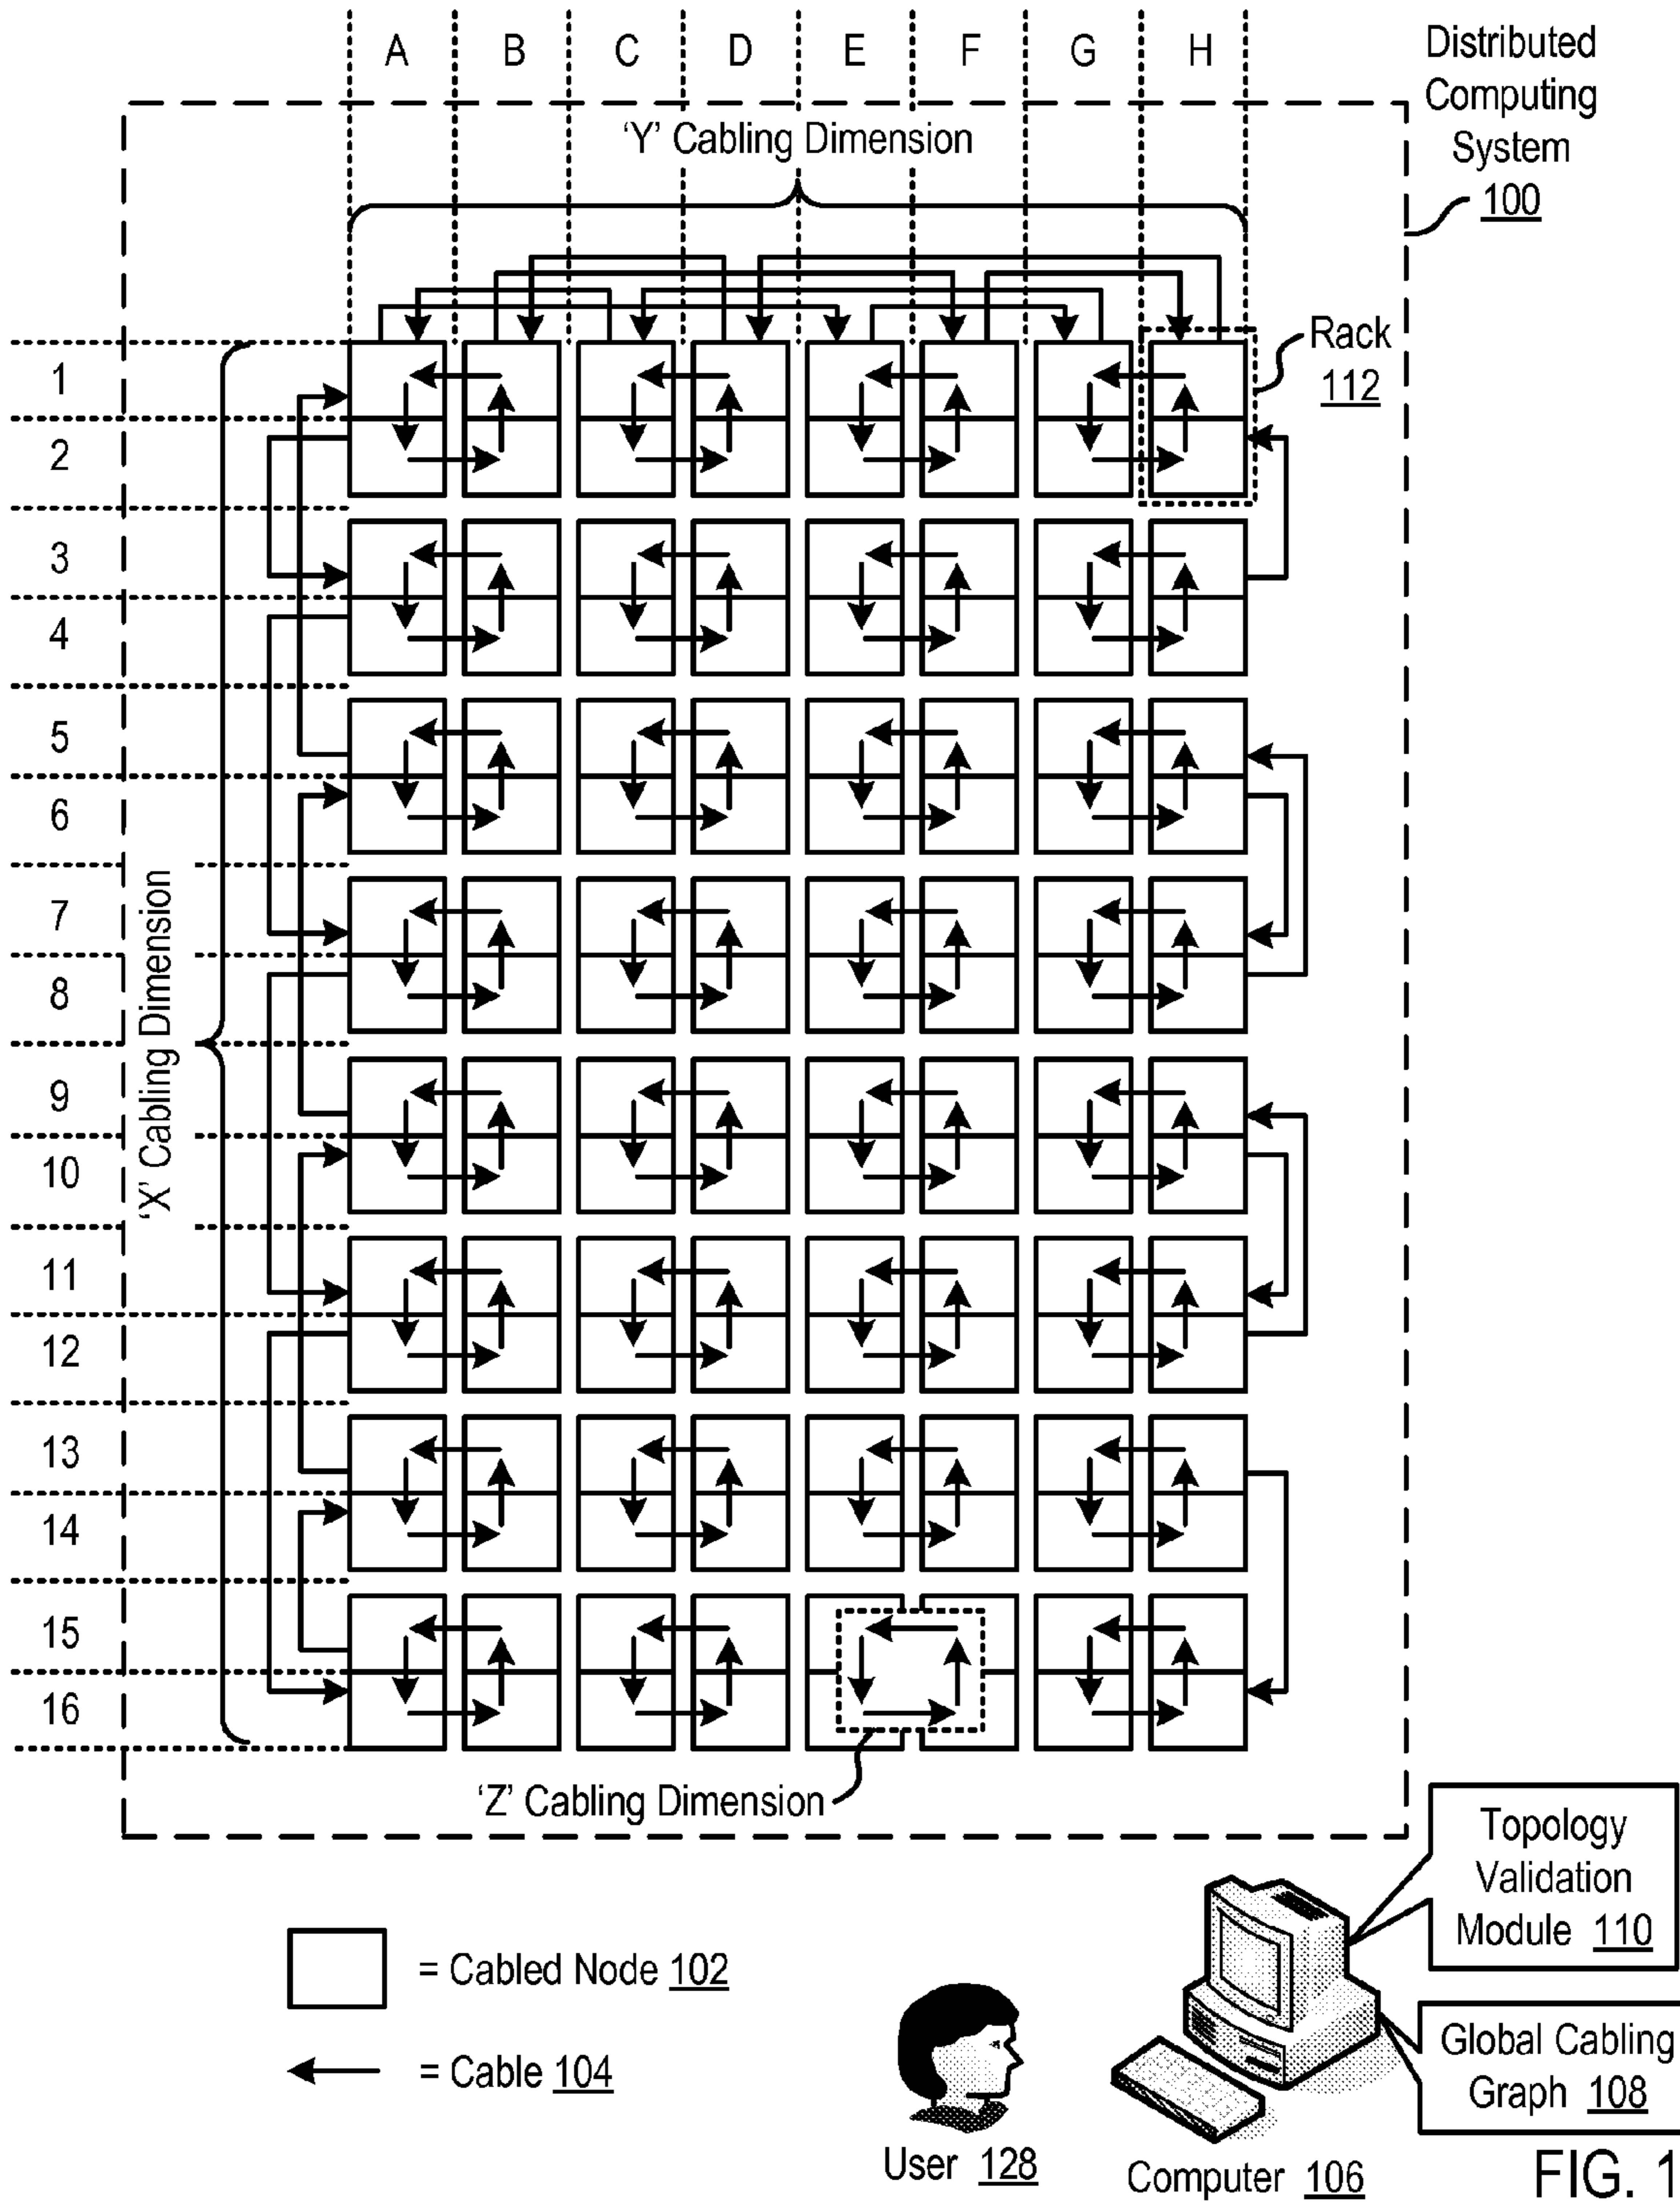 A B C D E F G H
Distributed
Computing
System
100
‘Y’ Cabling Dimension
Rack
112
1
2
3
4
5
6
7
8
9
10
11
12
13
14
15
16
‘X’ Cabling Dimension
‘Z’ Cabling Dimension
Topology
Validation
Module 110
= Cabled Node 102
Global Cabling
Graph 108
= Cable 104
User 128
Computer 106
FIG. 1